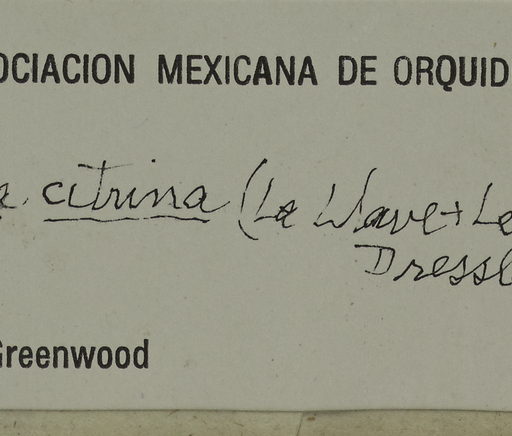 OCIACION MEXICANA DE ORQUID
a. citrina (La Llave + Le
Dressl
Greenwood